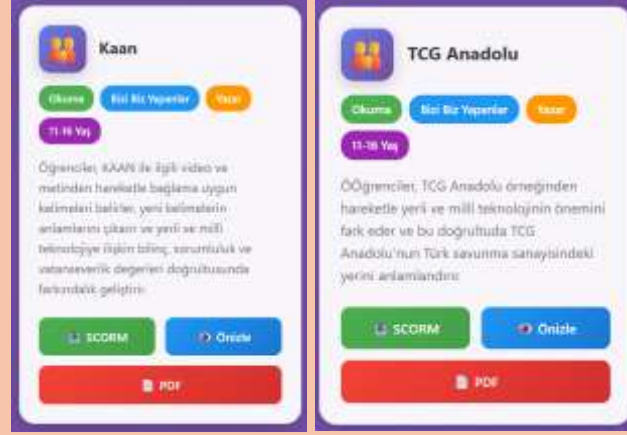 Kaan
Okuma Bizi Biz Yapanlar Yazar
11-16 Yaş
Öğrenciler, KAAN ile ilgili video ve
metinden hareketle bağlama uygun
kelimeleri belirler, yeni kelimelerin
anlamlarını çıkarır ve yerli ve milli
teknolojiye ilişkin bilinç, sorumluluk ve
vatanseverlik değerleri doğrultusunda
farkındalık geliştirir.
SCORM Önizle
PDF
TCG Anadolu
Okuma Bizi Biz Yapanlar Yazar
11-16 Yaş
ÖÖğrenciler, TCG Anadolu örneğinden
hareketle yerli ve milli teknolojinin önemini
fark eder ve bu doğrultuda TCG
Anadolu'nun Türk savunma sanayisindeki
yerini anlamlandırır.
SCORM Önizle
PDF